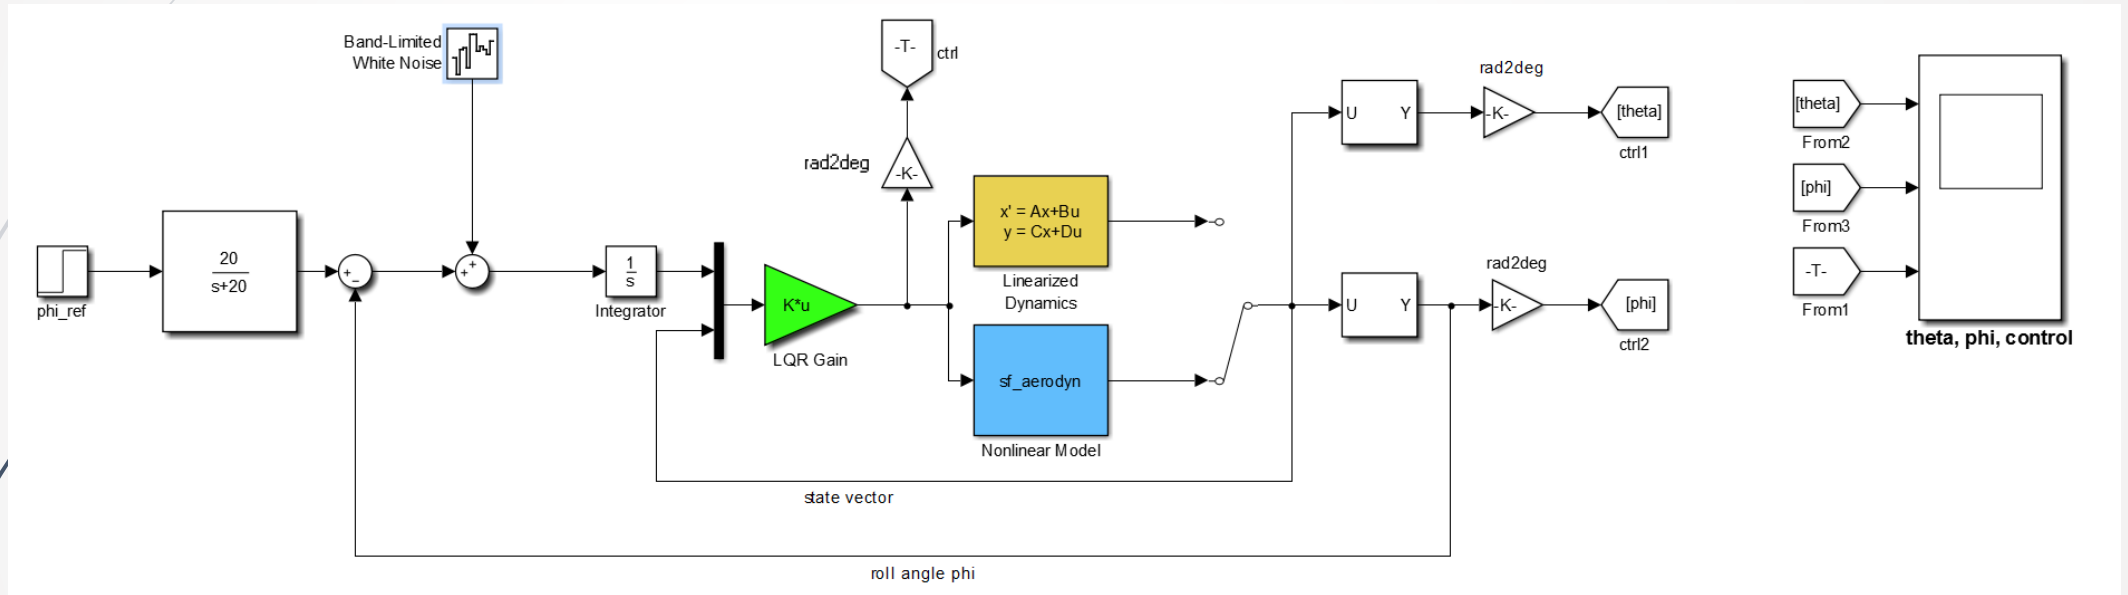 Band-Limited
White Noise
-T-
ctrl
rad2deg
-K-
phi_ref
20
s+20
+
−
+
+
1
s
Integrator
K*u
LQR Gain
x' = Ax+Bu
y = Cx+Du
Linearized
Dynamics
sf_aerodyn
Nonlinear Model
state vector
roll angle phi
U Y
rad2deg
-K-
[theta]
ctrl1
U Y
rad2deg
-K-
[phi]
ctrl2
[theta]
From2
[phi]
From3
-T-
From1
theta, phi, control